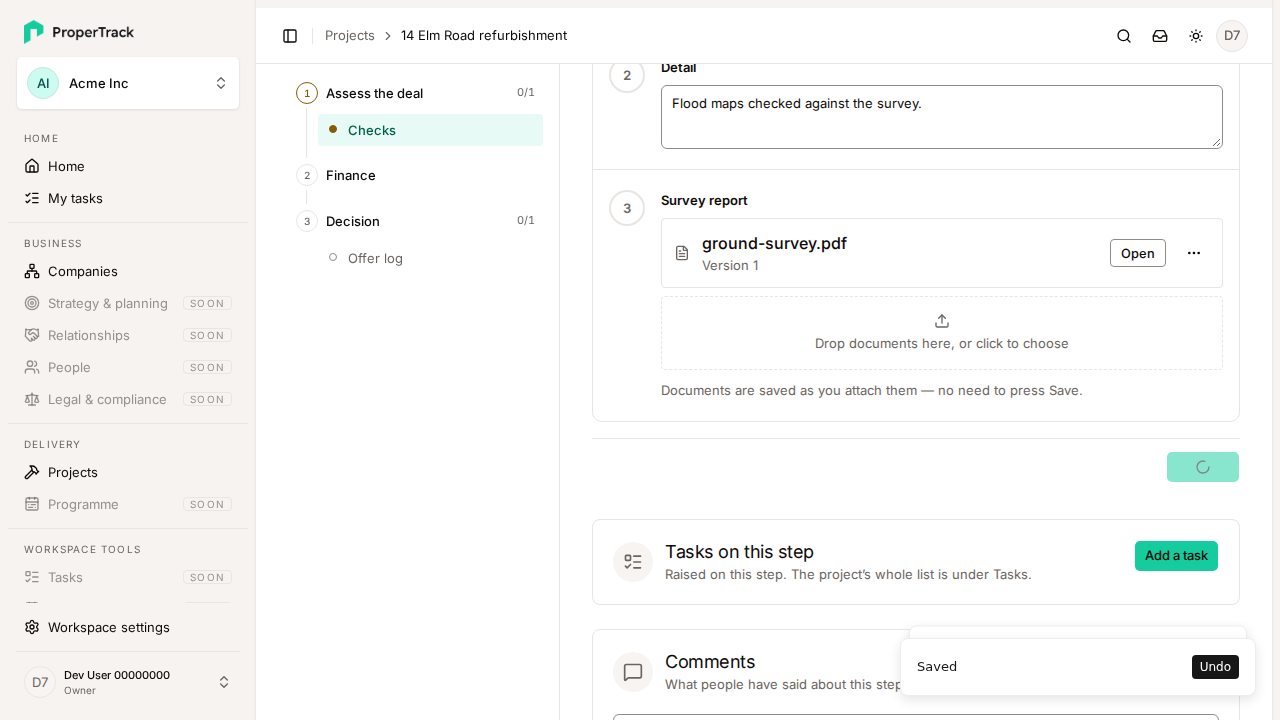 ProperTrack
AI Acme Inc
HOME
Home
My tasks
BUSINESS
Companies
Strategy & planning SOON
Relationships SOON
People SOON
Legal & compliance SOON
DELIVERY
Projects
Programme SOON
WORKSPACE TOOLS
Tasks SOON
Workspace settings
D7 Dev User 00000000
Owner
Projects 14 Elm Road refurbishment D7
1 Assess the deal 0/1
Checks
2 Finance
3 Decision 0/1
Offer log
2 Detail
Flood maps checked against the survey.
3 Survey report
ground-survey.pdf
Version 1
Open
Drop documents here, or click to choose
Documents are saved as you attach them — no need to press Save.
Tasks on this step
Raised on this step. The project’s whole list is under Tasks.
Add a task
Comments
What people have said about this step
Saved Undo